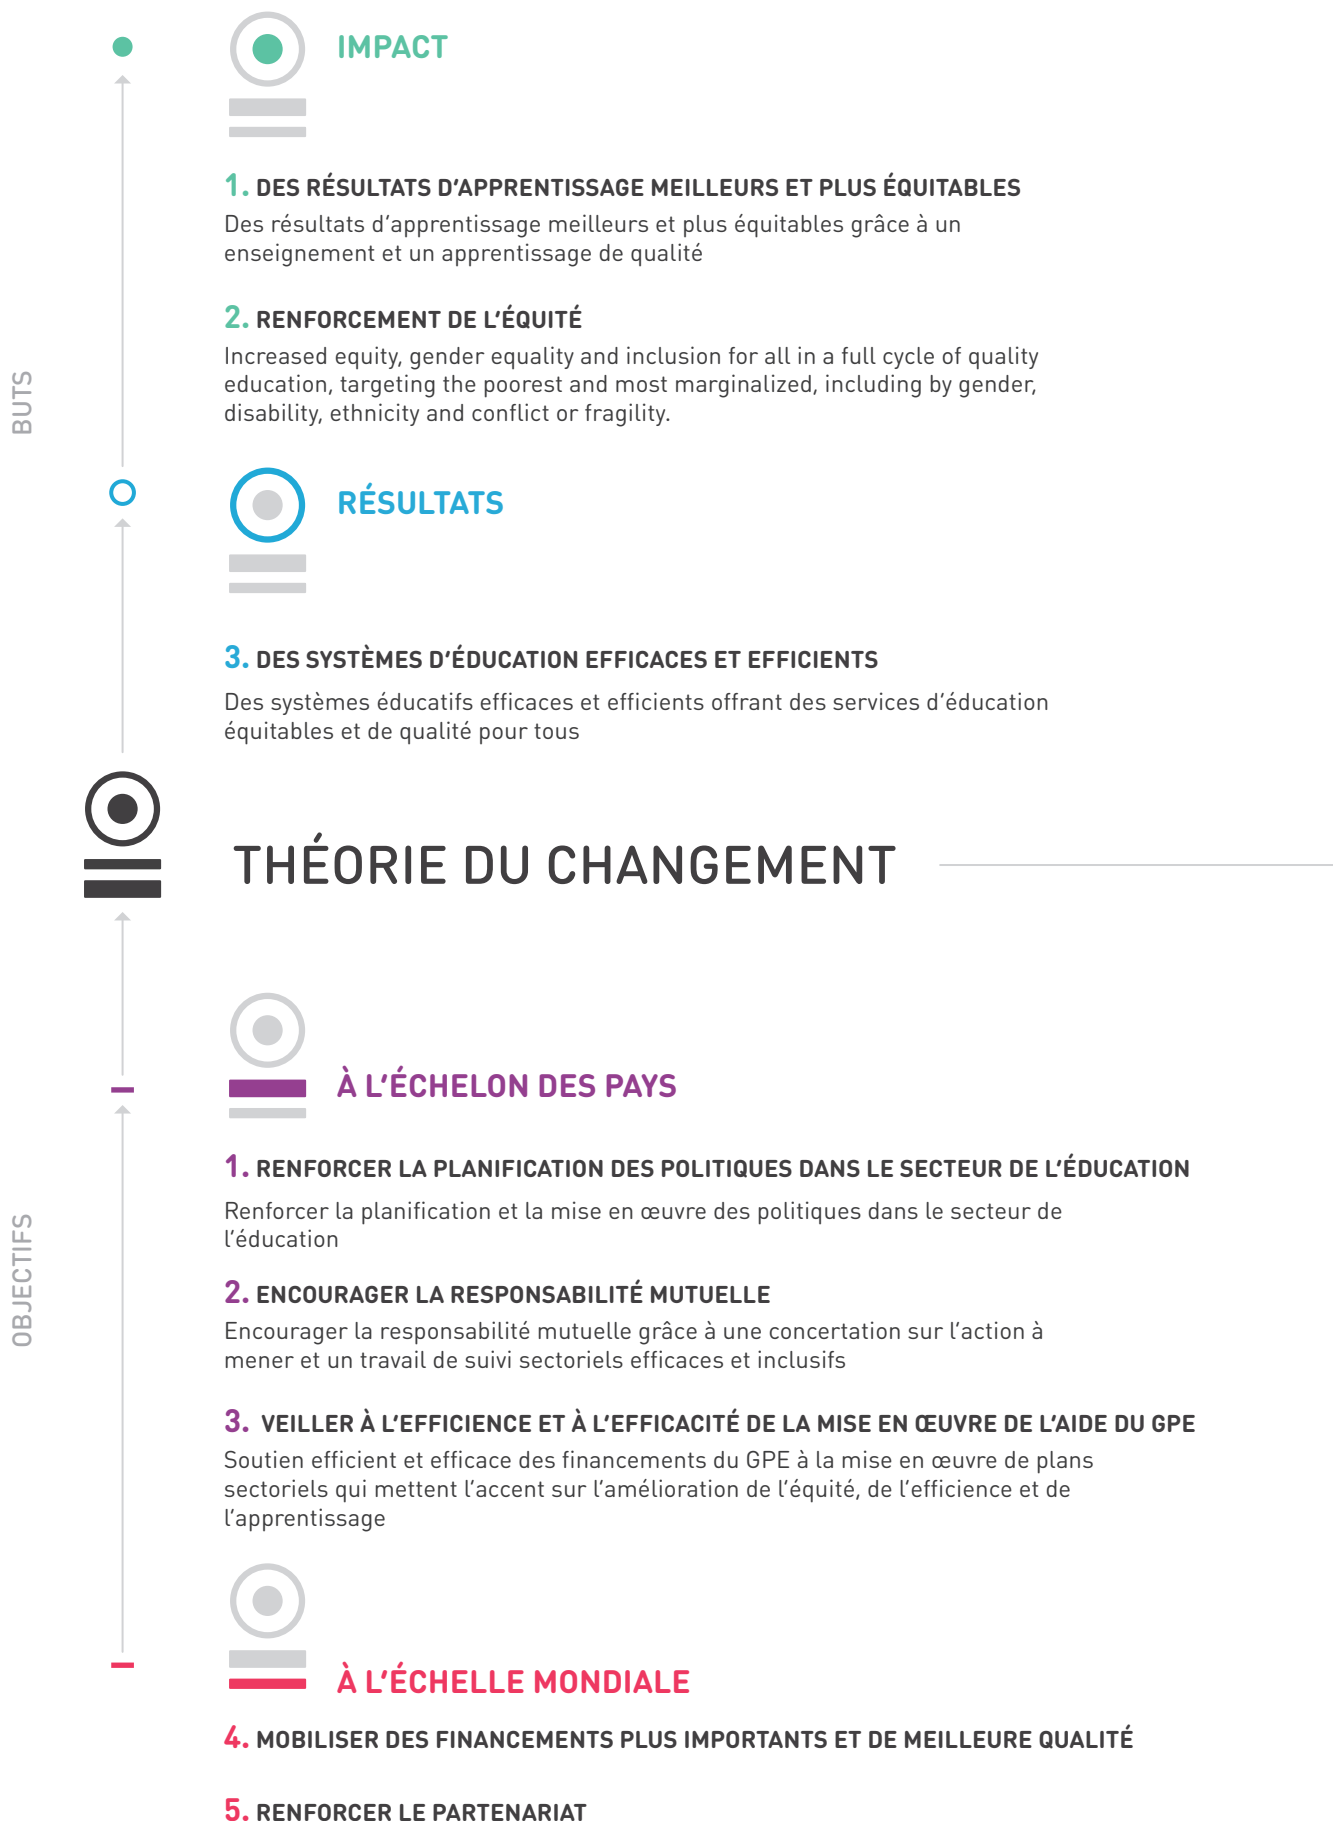 IMPACT
1. DES RÉSULTATS D’APPRENTISSAGE MEILLEURS ET PLUS ÉQUITABLES
Des résultats d’apprentissage meilleurs et plus équitables grâce à un
enseignement et un apprentissage de qualité
2. RENFORCEMENT DE L’ÉQUITÉ
Increased equity, gender equality and inclusion for all in a full cycle of quality
education, targeting the poorest and most marginalized, including by gender,
disability, ethnicity and conflict or fragility.
BUTS
RÉSULTATS
3. DES SYSTÈMES D’ÉDUCATION EFFICACES ET EFFICIENTS
Des systèmes éducatifs efficaces et efficients offrant des services d’éducation
équitables et de qualité pour tous
THÉORIE DU CHANGEMENT
À L’ÉCHELON DES PAYS
1. RENFORCER LA PLANIFICATION DES POLITIQUES DANS LE SECTEUR DE L’ÉDUCATION
Renforcer la planification et la mise en œuvre des politiques dans le secteur de
l’éducation
OBJECTIFS
2. ENCOURAGER LA RESPONSABILITÉ MUTUELLE
Encourager la responsabilité mutuelle grâce à une concertation sur l’action à
mener et un travail de suivi sectoriels efficaces et inclusifs
3. VEILLER À L’EFFICIENCE ET À L’EFFICACITÉ DE LA MISE EN ŒUVRE DE L’AIDE DU GPE
Soutien efficient et efficace des financements du GPE à la mise en œuvre de plans
sectoriels qui mettent l’accent sur l’amélioration de l’équité, de l’efficience et de
l’apprentissage
À L’ÉCHELLE MONDIALE
4. MOBILISER DES FINANCEMENTS PLUS IMPORTANTS ET DE MEILLEURE QUALITÉ
5. RENFORCER LE PARTENARIAT